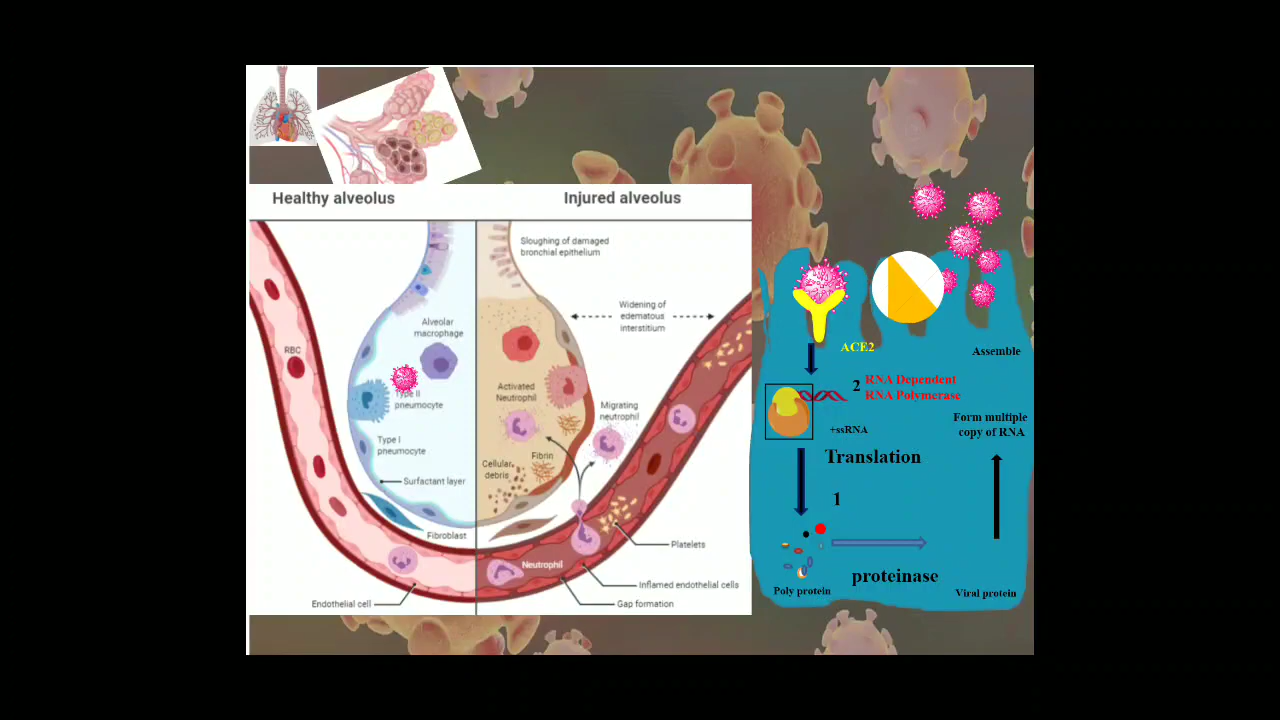 Healthy alveolus
Injured alveolus
Sloughing of damaged
bronchial epithelium
Widening of
edematous
interstitium
Alveolar
macrophage
RBC
Type II
pneumocyte
Activated
Neutrophil
Migrating
neutrophil
Type I
pneumocyte
Fibrin
Cellular
debris
Surfactant layer
Fibroblast
Platelets
Neutrophil
Inflamed endothelial cells
Endothelial cell
Gap formation
ACE2
Assemble
2
RNA Dependent
RNA Polymerase
+ssRNA
Form multiple
copy of RNA
Translation
1
proteinase
Poly protein
Viral protein